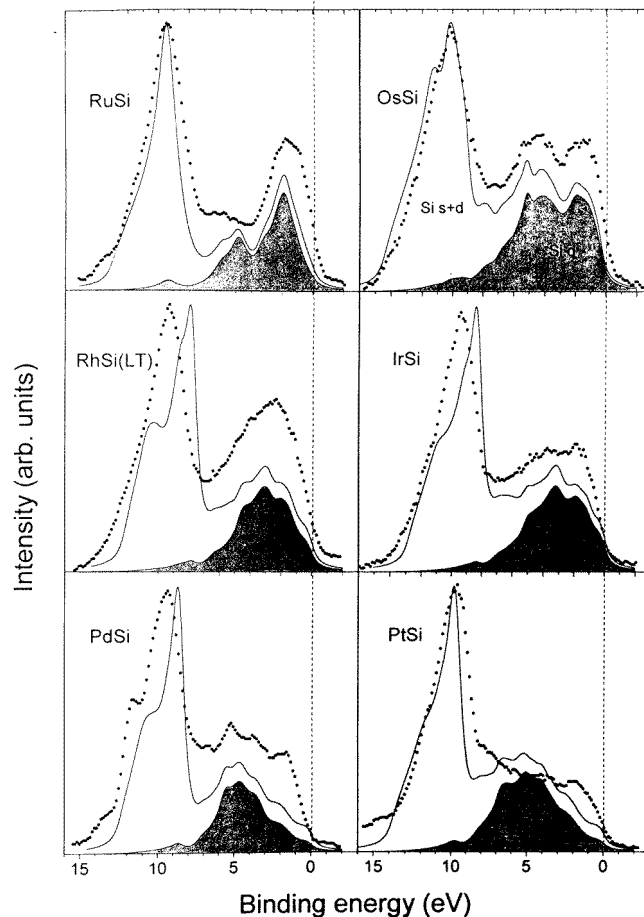 RuSi
OsSi
Si s+d
Si d
RhSi(LT)
IrSi
PdSi
PtSi
Intensity (arb. units)
15 10 5 0
15 10 5 0
Binding energy (eV)